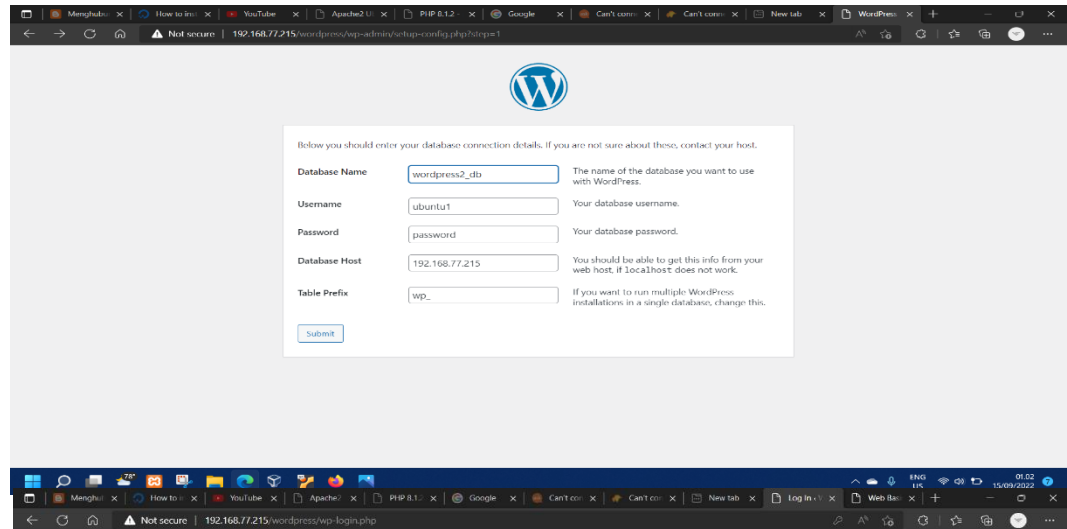 Menghubu How to inst YouTube Apache2 U PHP 8.1.2 - Google Can't conn Can't conn New tab WordPress
Not secure 192.168.77.215/wordpress/wp-admin/setup-config.php?step=1
Below you should enter your database connection details. If you are not sure about these, contact your host.
Database Name wordpress2_db The name of the database you want to use
with WordPress.
Username ubuntu1 Your database username.
Password password Your database password.
Database Host 192.168.77.215 You should be able to get this info from your
web host, if localhost does not work.
Table Prefix wp_ If you want to run multiple WordPress
installations in a single database, change this.
Submit
78° ENG 01.02
US 15/09/2022
Menghu How to i YouTube Apache2 PHP 8.1.2 Google Can't con Can't con New tab Log In ‹ Web Bas
Not secure 192.168.77.215/wordpress/wp-login.php